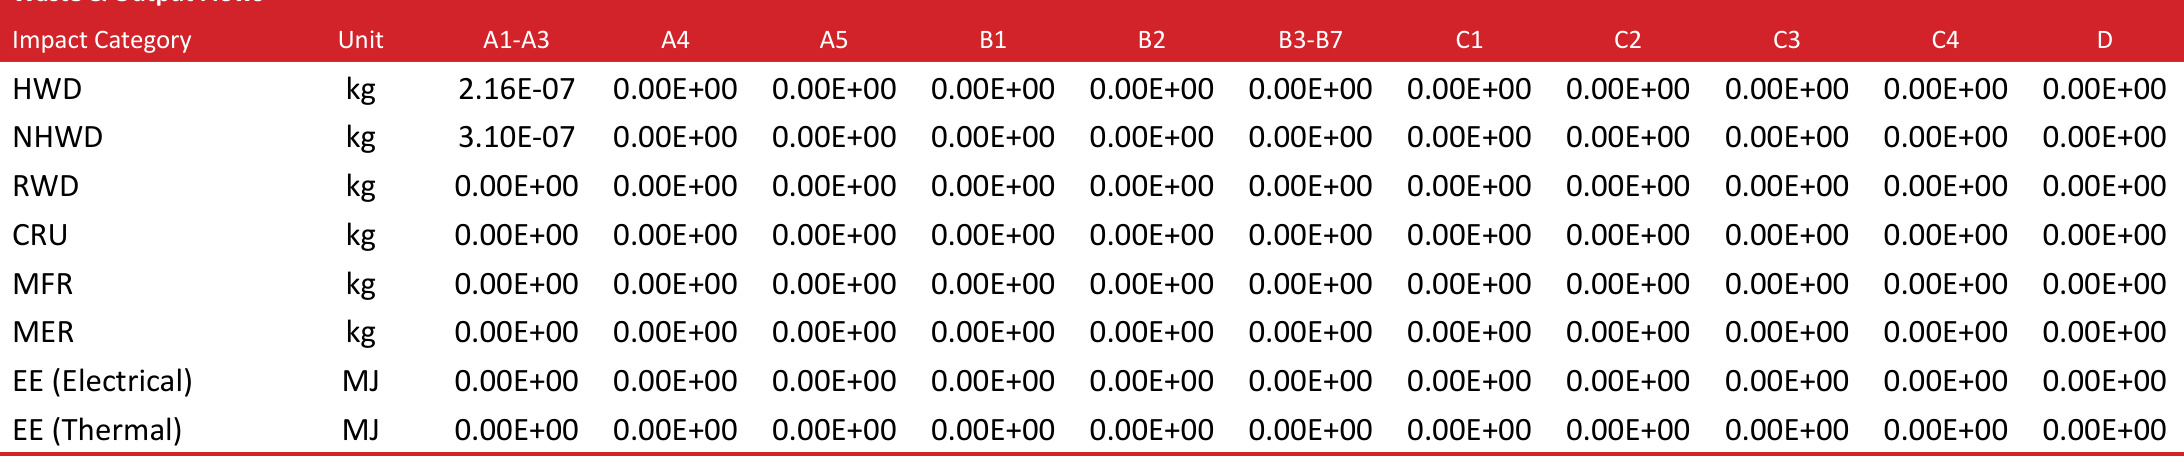 Waste & Output Flows
Impact Category Unit A1-A3 A4 A5 B1 B2 B3-B7 C1 C2 C3 C4 D
HWD kg 2.16E-07 0.00E+00 0.00E+00 0.00E+00 0.00E+00 0.00E+00 0.00E+00 0.00E+00 0.00E+00 0.00E+00 0.00E+00
NHWD kg 3.10E-07 0.00E+00 0.00E+00 0.00E+00 0.00E+00 0.00E+00 0.00E+00 0.00E+00 0.00E+00 0.00E+00 0.00E+00
RWD kg 0.00E+00 0.00E+00 0.00E+00 0.00E+00 0.00E+00 0.00E+00 0.00E+00 0.00E+00 0.00E+00 0.00E+00 0.00E+00
CRU kg 0.00E+00 0.00E+00 0.00E+00 0.00E+00 0.00E+00 0.00E+00 0.00E+00 0.00E+00 0.00E+00 0.00E+00 0.00E+00
MFR kg 0.00E+00 0.00E+00 0.00E+00 0.00E+00 0.00E+00 0.00E+00 0.00E+00 0.00E+00 0.00E+00 0.00E+00 0.00E+00
MER kg 0.00E+00 0.00E+00 0.00E+00 0.00E+00 0.00E+00 0.00E+00 0.00E+00 0.00E+00 0.00E+00 0.00E+00 0.00E+00
EE (Electrical) MJ 0.00E+00 0.00E+00 0.00E+00 0.00E+00 0.00E+00 0.00E+00 0.00E+00 0.00E+00 0.00E+00 0.00E+00 0.00E+00
EE (Thermal) MJ 0.00E+00 0.00E+00 0.00E+00 0.00E+00 0.00E+00 0.00E+00 0.00E+00 0.00E+00 0.00E+00 0.00E+00 0.00E+00